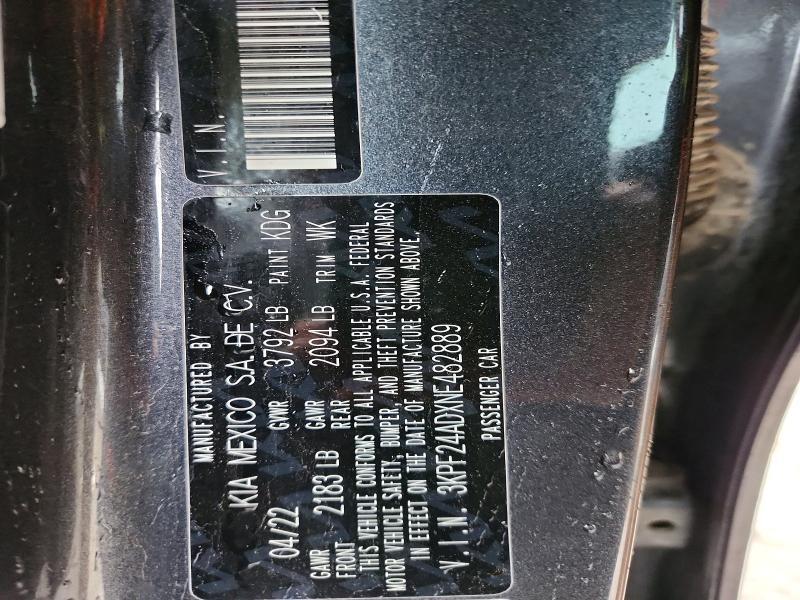 V.I.N.
MANUFACTURED BY
KIA MEXICO S.A. DE C.V.
04/22 GVWR 3792 LB PAINT KDG
GAWR FRONT 2183 LB GAWR REAR 2094 LB TRIM WK
THIS VEHICLE CONFORMS TO ALL APPLICABLE U.S.A. FEDERAL
MOTOR VEHICLE SAFETY, BUMPER, AND THEFT PREVENTION STANDARDS
IN EFFECT ON THE DATE OF MANUFACTURE SHOWN ABOVE.
V.I.N. 3KPF24ADXNE482889
PASSENGER CAR